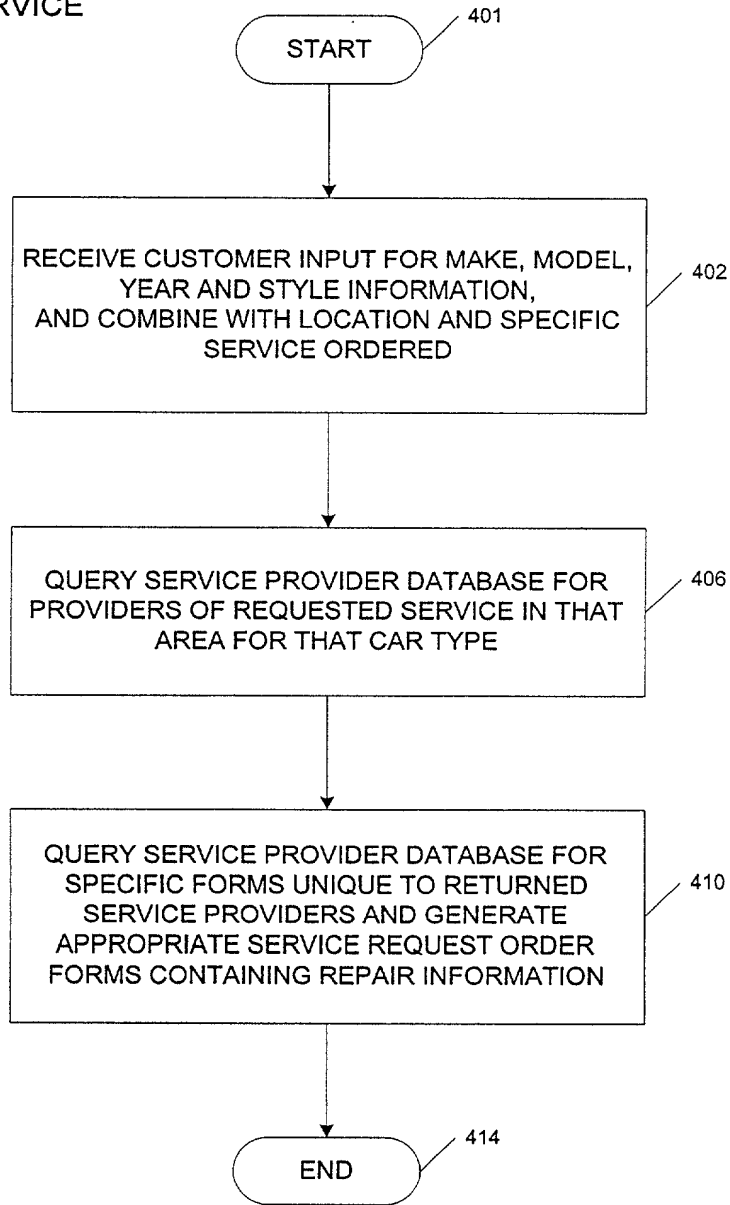 401
START
RECEIVE CUSTOMER INPUT FOR MAKE, MODEL,
YEAR AND STYLE INFORMATION,
AND COMBINE WITH LOCATION AND SPECIFIC
SERVICE ORDERED
402
QUERY SERVICE PROVIDER DATABASE FOR
PROVIDERS OF REQUESTED SERVICE IN THAT
AREA FOR THAT CAR TYPE
406
QUERY SERVICE PROVIDER DATABASE FOR
SPECIFIC FORMS UNIQUE TO RETURNED
SERVICE PROVIDERS AND GENERATE
APPROPRIATE SERVICE REQUEST ORDER
FORMS CONTAINING REPAIR INFORMATION
410
414
END